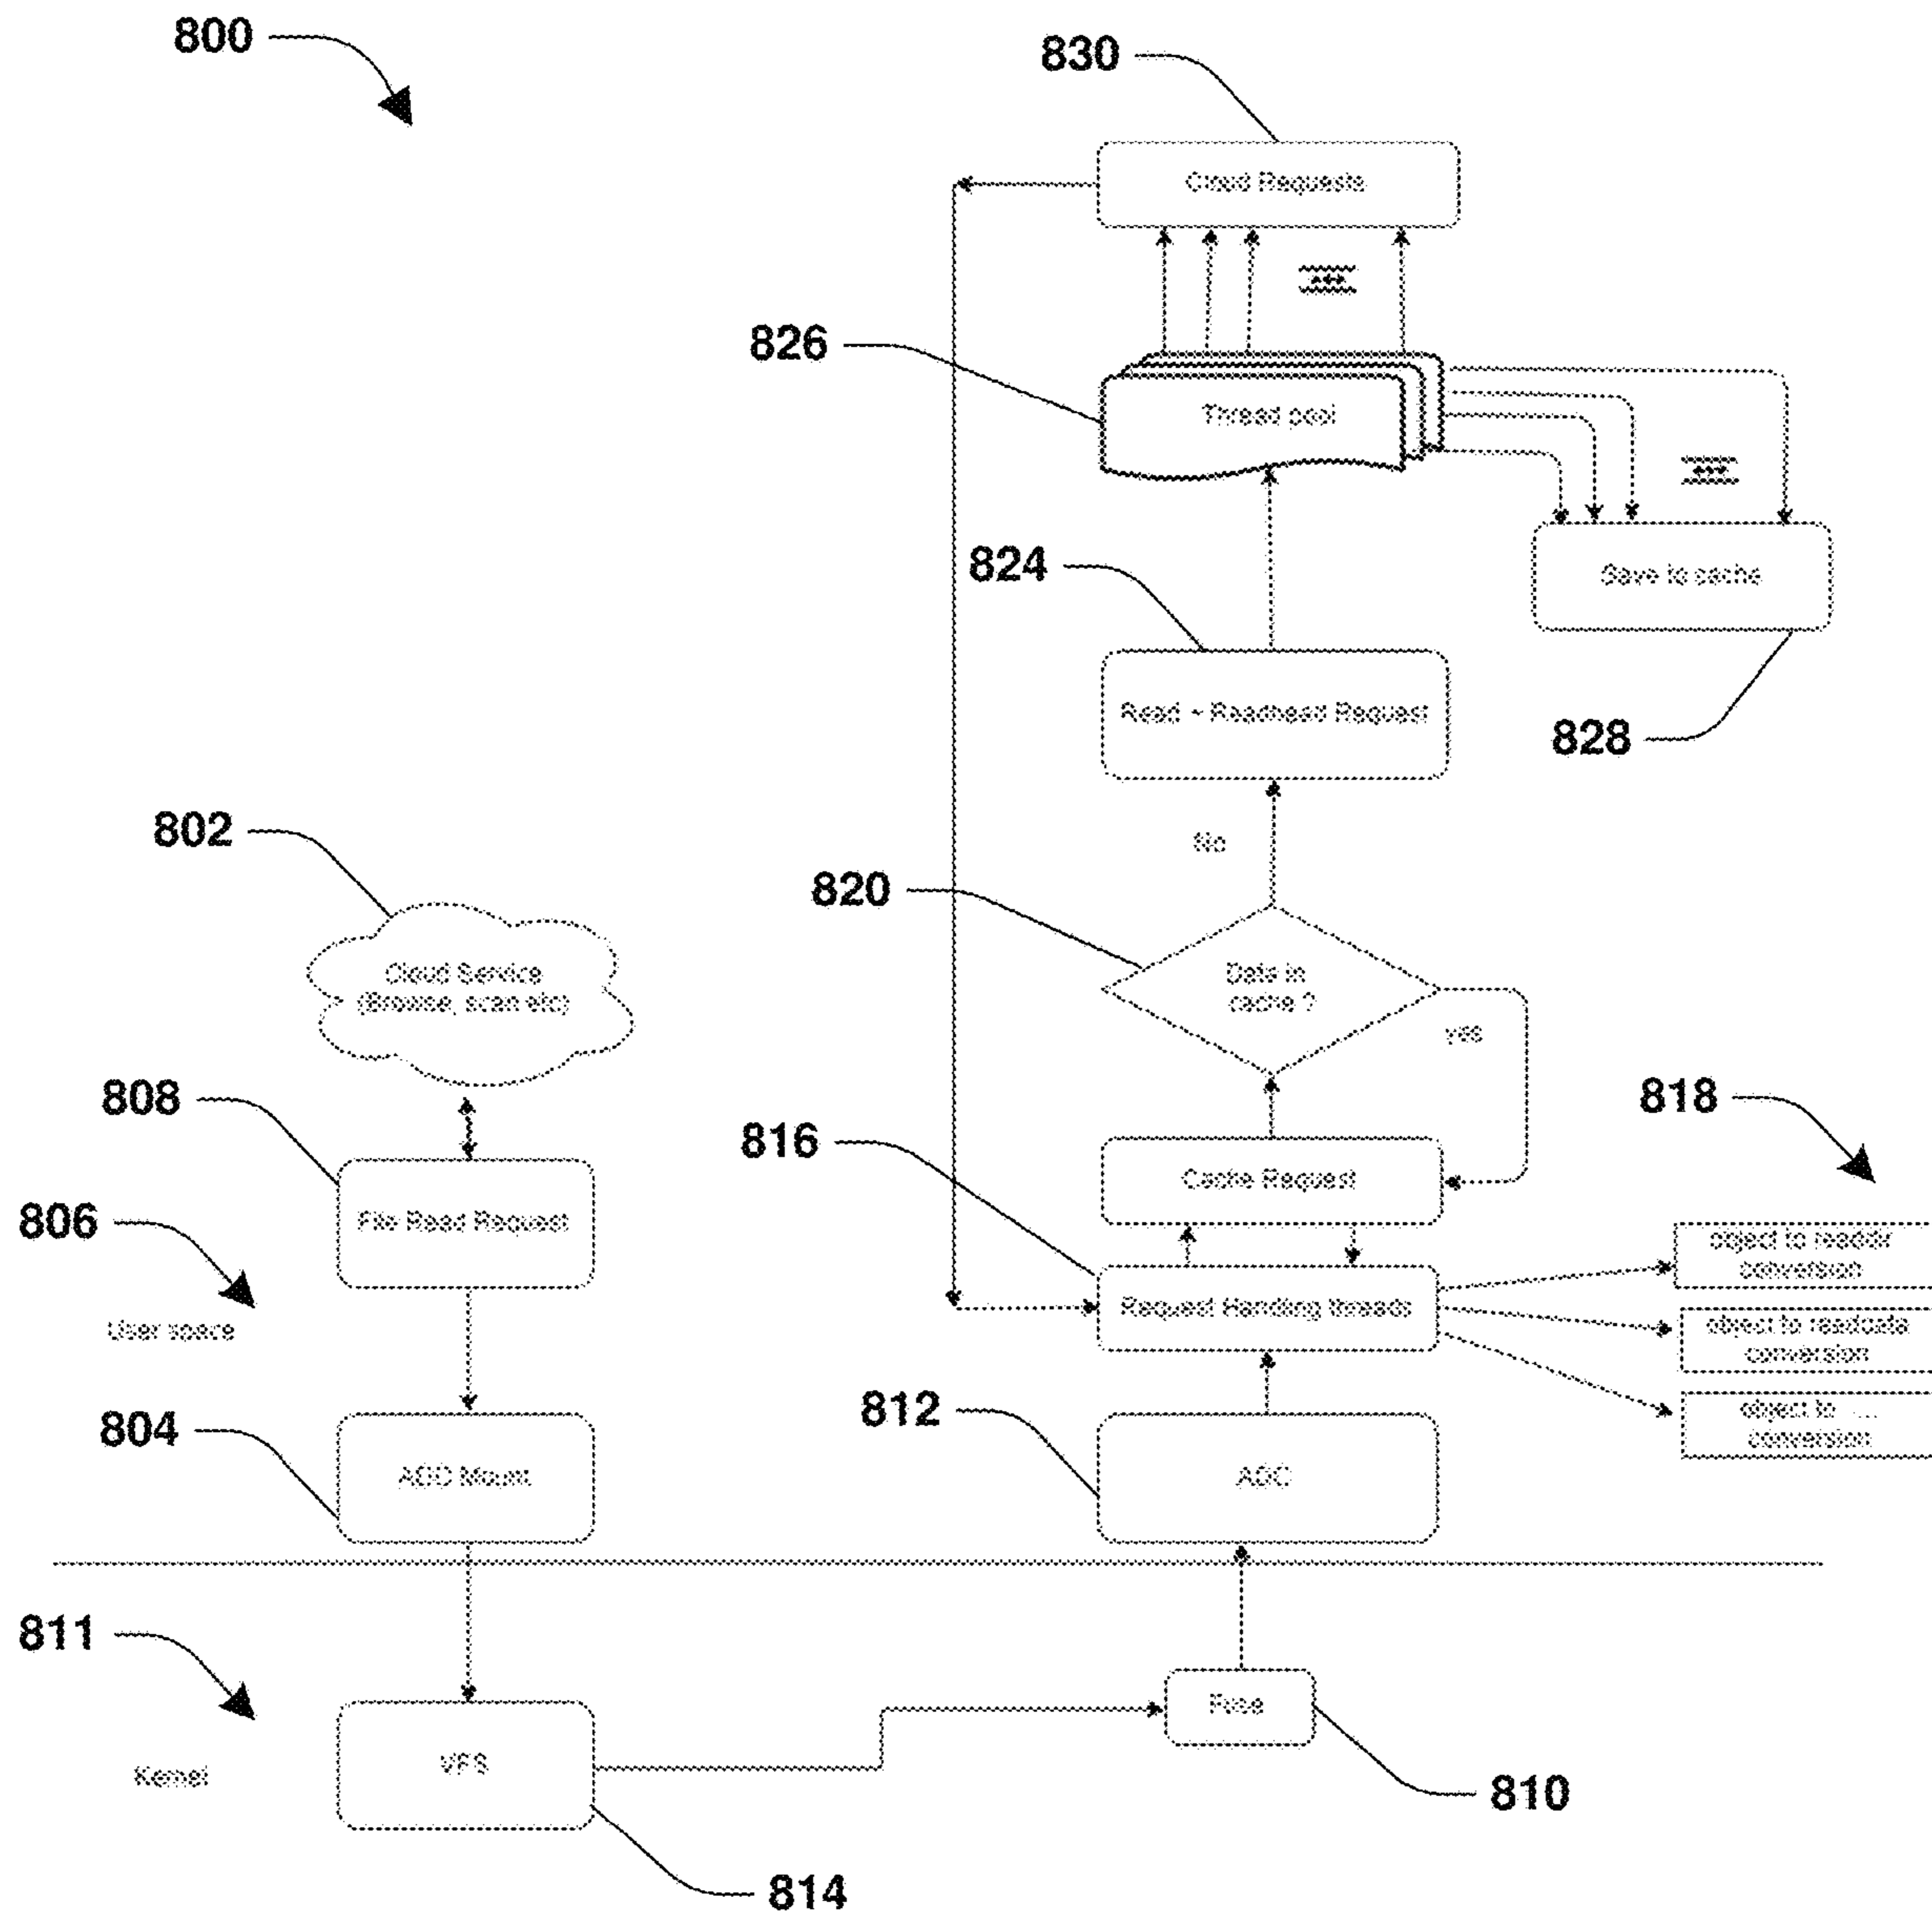 800
830
Cloud Requests
826
Thread pool
824
Save to cache
Read + Readhead Request
828
802
No
820
Cloud Service
(Browse, scan etc)
Data in
cache ?
yes
808
818
816
Cache Request
File Read Request
806
object to readdir
conversion
Request Handling threads
User space
object to readdata
conversion
812
804
object to ...
conversion
Mount
811
Fuse
VFS
Kernel
810
814